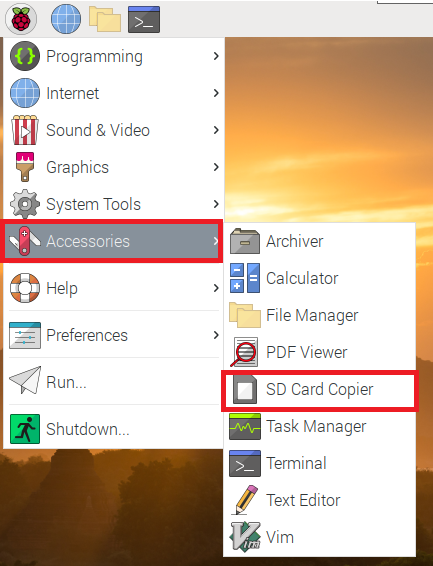 Programming
Internet
Sound & Video
Graphics
System Tools
Accessories
Help
Preferences
Run...
Shutdown...
Archiver
Calculator
File Manager
PDF Viewer
SD Card Copier
Task Manager
Terminal
Text Editor
Vim